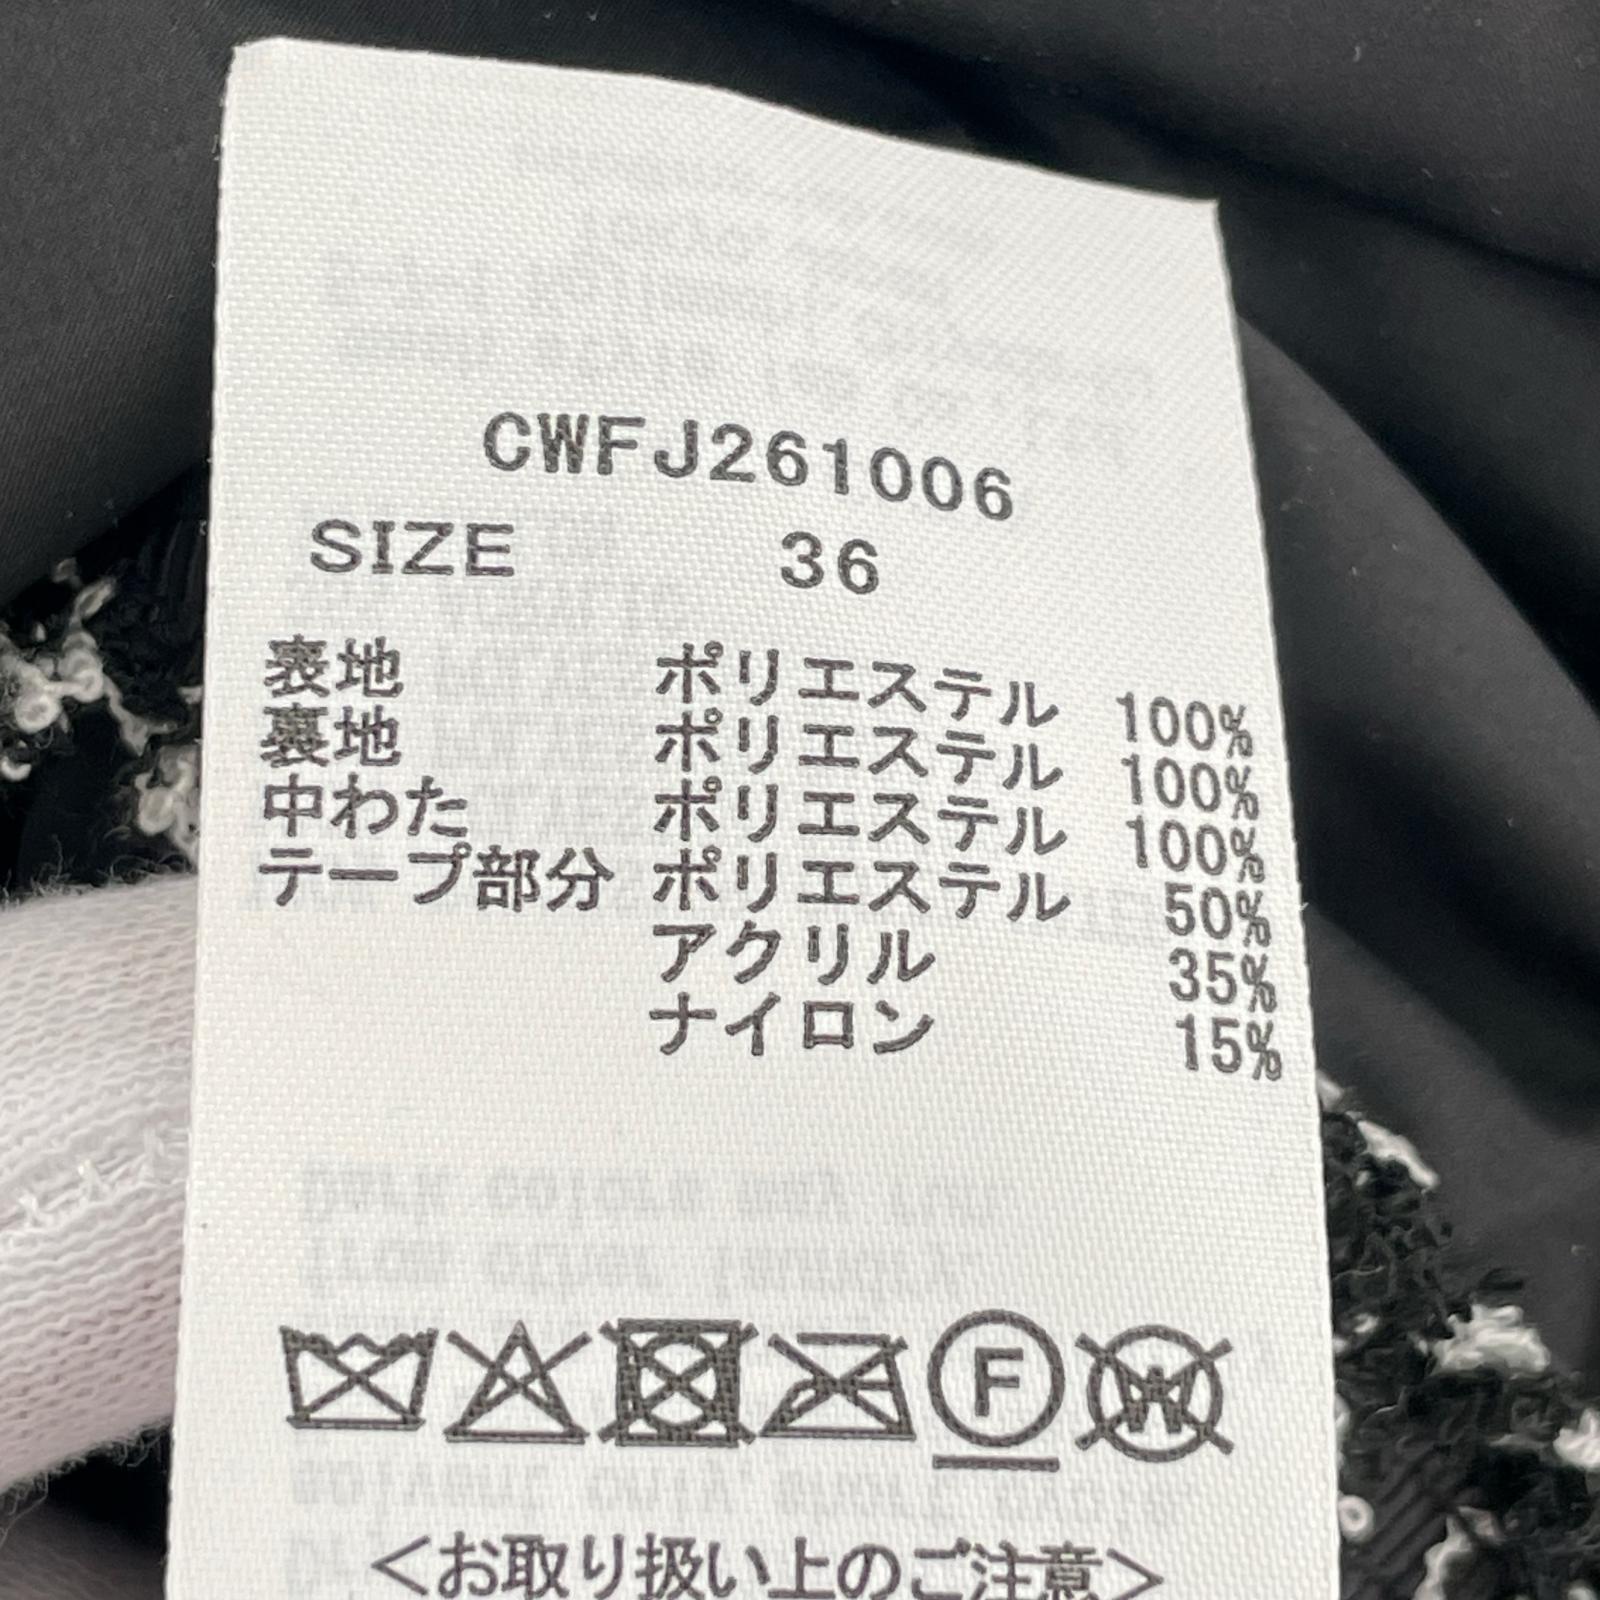 CWFJ261006
SIZE 36
表地 ポリエステル 100%
裏地 ポリエステル 100%
中わた ポリエステル 100%
テープ部分 ポリエステル 50%
アクリル 35%
ナイロン 15%
F W
<お取り扱い上のご注意>